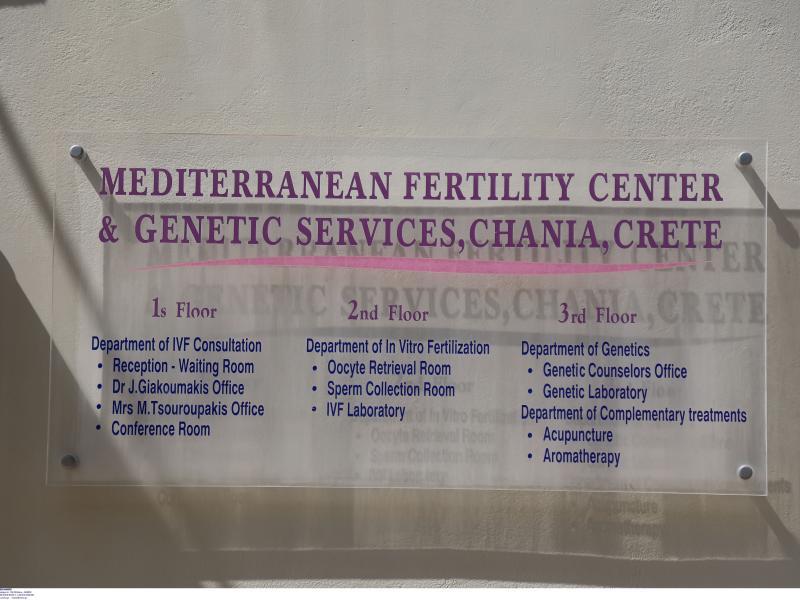 MEDITERRANEAN FERTILITY CENTER
& GENETIC SERVICES,CHANIA,CRETE
1s Floor
Department of IVF Consultation
• Reception - Waiting Room
• Dr J.Giakoumakis Office
• Mrs M.Tsouroupakis Office
• Conference Room
2nd Floor
Department of In Vitro Fertilization
• Oocyte Retrieval Room
• Sperm Collection Room
• IVF Laboratory
3rd Floor
Department of Genetics
• Genetic Counselors Office
• Genetic Laboratory
Department of Complementary treatments
• Acupuncture
• Aromatherapy